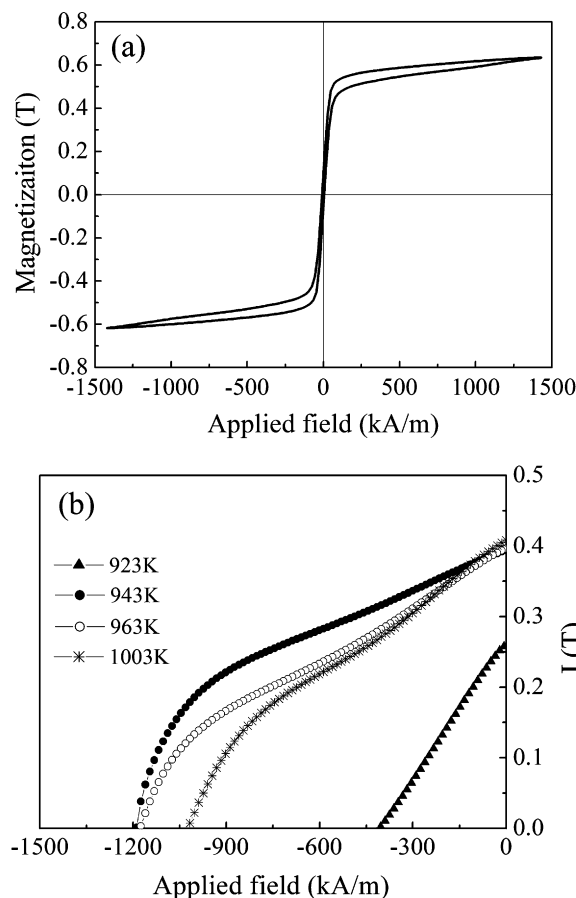 (a)
0.8
0.6
0.4
0.2
0.0
-0.2
-0.4
-0.6
-0.8
Magnetizaiton (T)
-1500 -1000 -500 0 500 1000 1500
Applied field (kA/m)
(b)
923K
943K
963K
1003K
0.5
0.4
0.3
0.2
0.1
0.0
J (T)
-1500 -1200 -900 -600 -300 0
Applied field (kA/m)